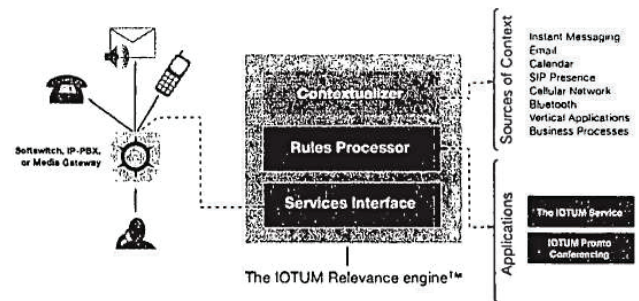 Softswitch, IP-PBX,
or Media Gateway
Contextualizer
Rules Processor
Services Interface
The IOTUM Relevance engine™
Sources of Context
Instant Messaging
Email
Calendar
SIP Presence
Cellular Network
Bluetooth
Vertical Applications
Business Processes
Applications
The IOTUM Service
IOTUM Pronto
Conferencing